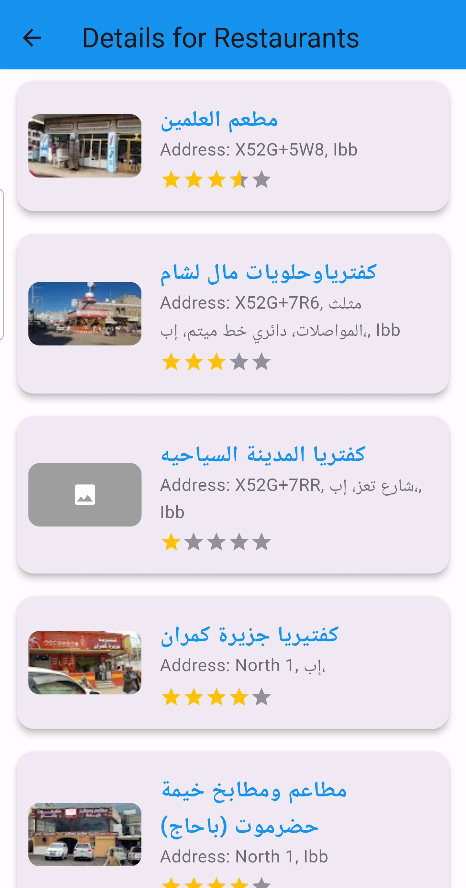 Details for Restaurants
مطعم العلمين
Address: X52G+5W8, Ibb
كفترياوحلويات مال لشام
Address: X52G+7R6, مثلث
المواصلات، دائري خط ميتم، إب،, Ibb
كفتريا المدينة السياحيه
Address: X52G+7RR, شارع تعز، إب،,
Ibb
كفتيريا جزيرة كمران
Address: North 1, إب،
مطاعم ومطابخ خيمة
حضرموت (باحاج)
Address: North 1, Ibb